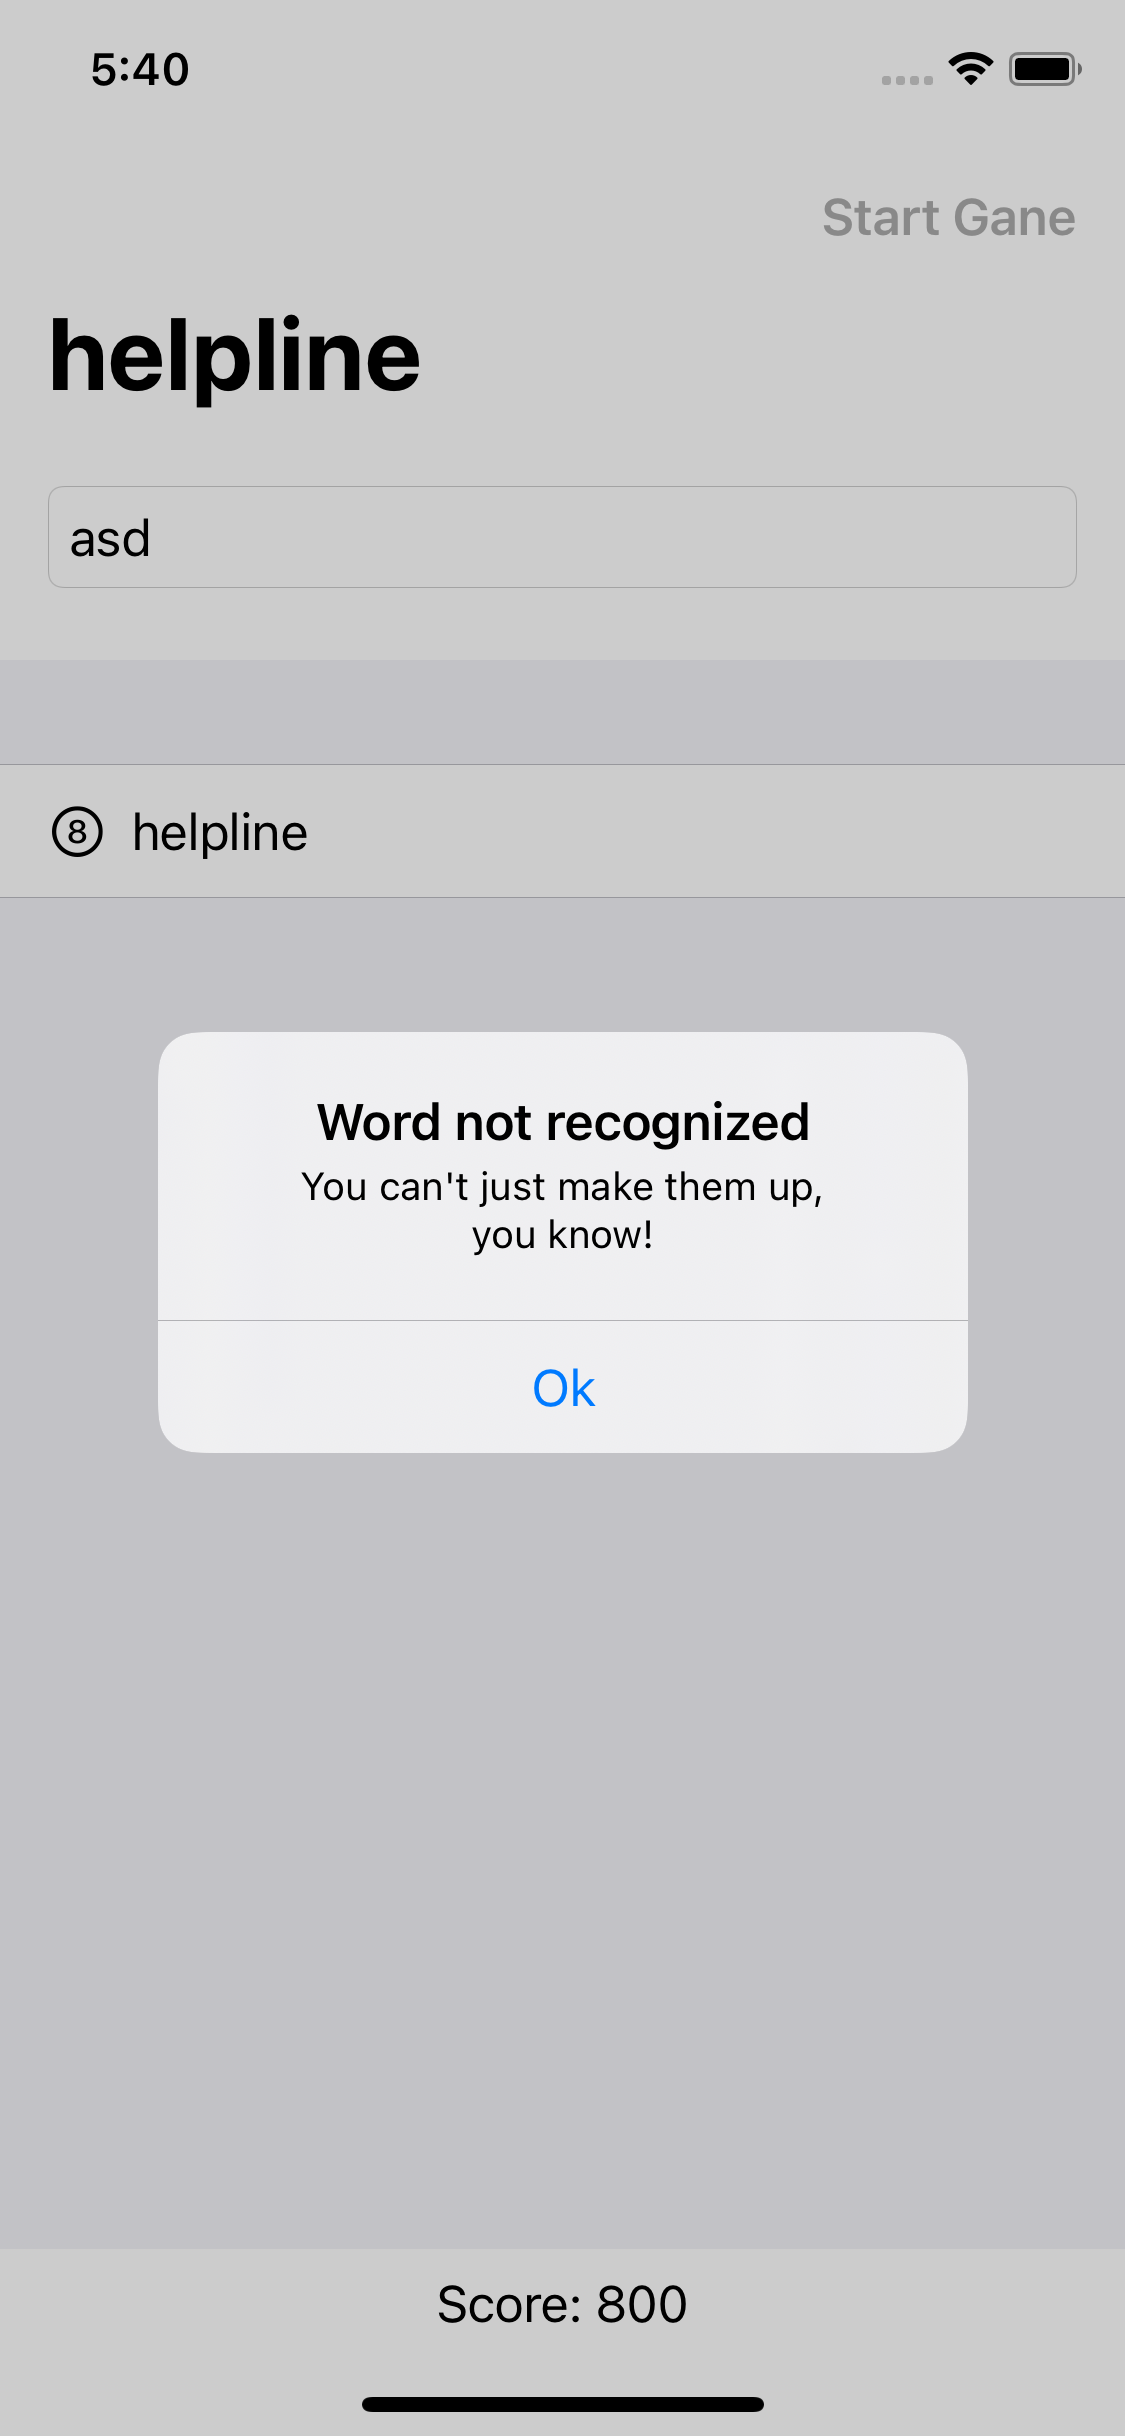 5:40
Start Gane
helpline
asd
8 helpline
Word not recognized
You can't just make them up,
you know!
Ok
Score: 800